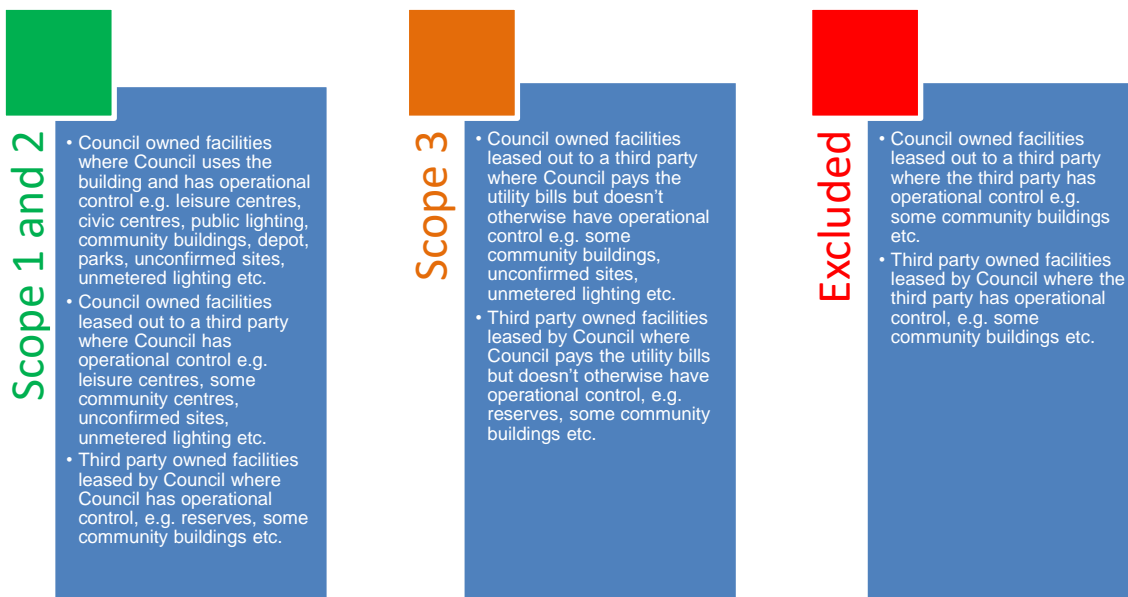 Scope 1 and 2
• Council owned facilities
where Council uses the
building and has operational
control e.g. leisure centres,
civic centres, public lighting,
community buildings, depot,
parks, unconfirmed sites,
unmetered lighting etc.
• Council owned facilities
leased out to a third party
where Council has
operational control e.g.
leisure centres, some
community centres,
unconfirmed sites,
unmetered lighting etc.
• Third party owned facilities
leased by Council where
Council has operational
control, e.g. reserves, some
community buildings etc.
Scope 3
• Council owned facilities
leased out to a third party
where Council pays the
utility bills but doesn’t
otherwise have operational
control e.g. some
community buildings,
unconfirmed sites,
unmetered lighting etc.
• Third party owned facilities
leased by Council where
Council pays the utility bills
but doesn’t otherwise have
operational control, e.g.
reserves, some community
buildings etc.
Excluded
• Council owned facilities
leased out to a third party
where the third party has
operational control e.g.
some community buildings
etc.
• Third party owned facilities
leased by Council where the
third party has operational
control, e.g. some
community buildings etc.